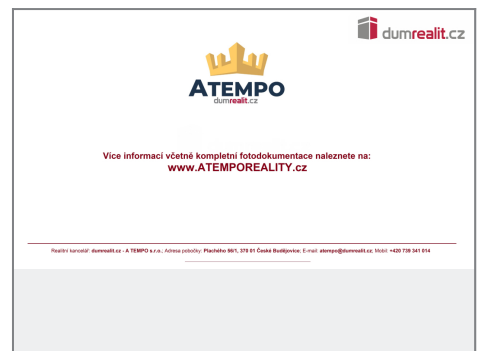 dumrealit.cz
ATEMPO
dumrealit.cz
Více informací včetně kompletní fotodokumentace naleznete na:
www.ATEMPOREALITY.cz
Realitní kancelář: dumrealit.cz - A TEMPO s.r.o.; Adresa pobočky: Plachého 56/1, 370 01 České Budějovice; E-mail: atempo@dumrealit.cz; Mobil: +420 739 341 014